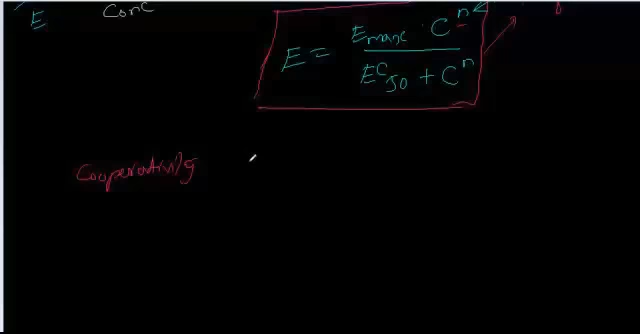 E Conc
E = Emax · C^n / EC50 + C^n
Cooperativity